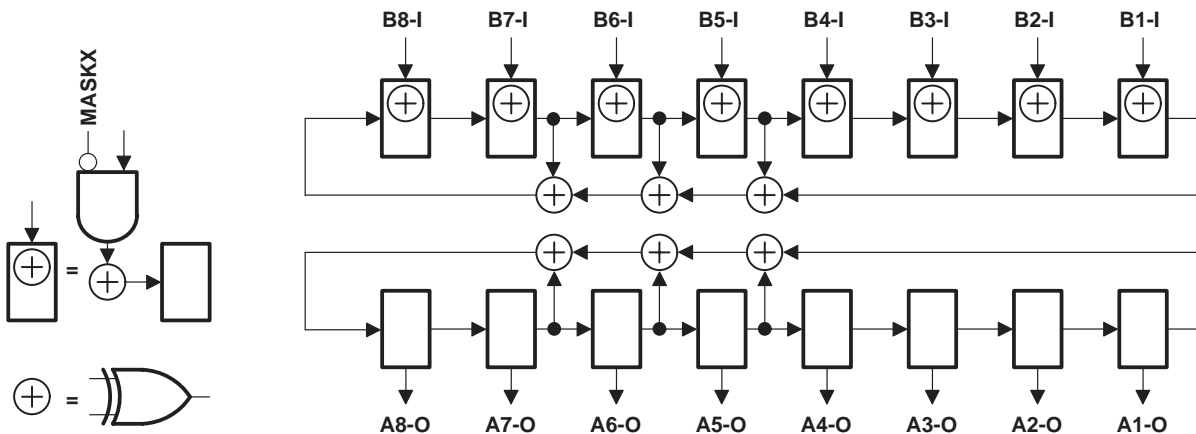 B8-I B7-I B6-I B5-I B4-I B3-I B2-I B1-I
MASKX
=
=
A8-O A7-O A6-O A5-O A4-O A3-O A2-O A1-O